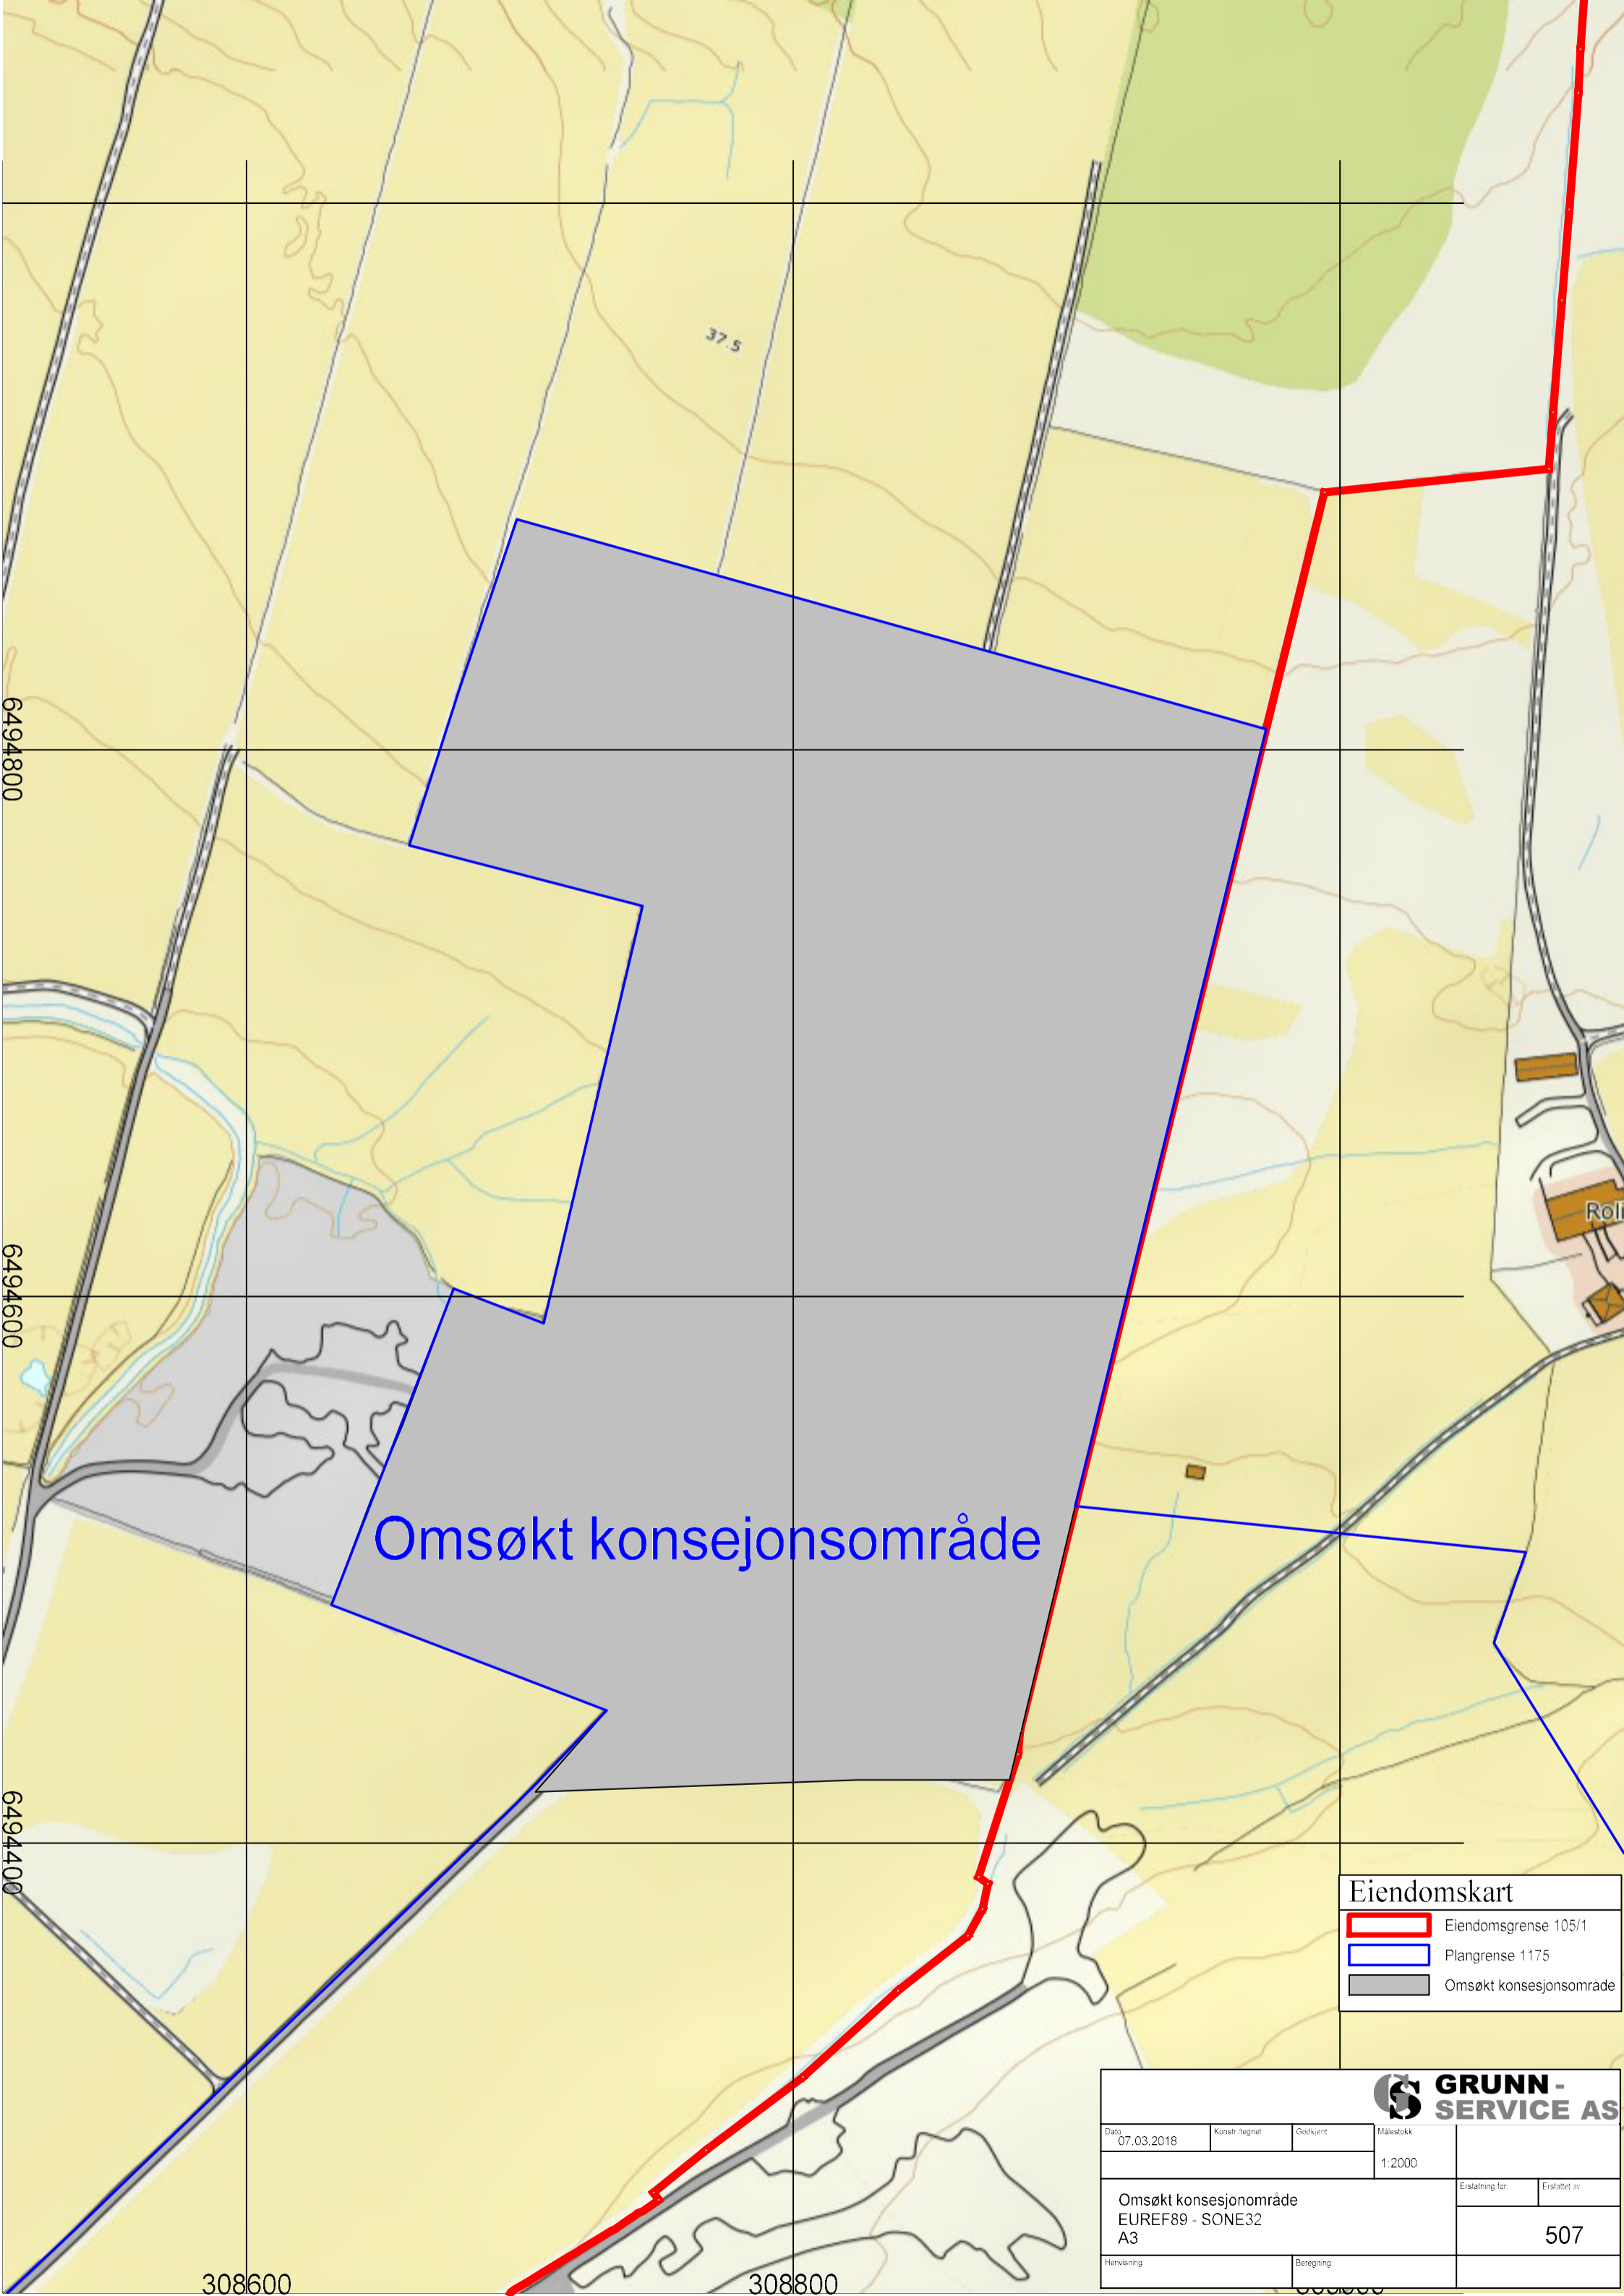 37.5
6494800
6494600
6494400
Roli
Omsøkt konsejonsområde
Eiendomskart
Eiendomsgrense 105/1
Plangrense 1175
Omsøkt konsesjonsområde
GRUNN-
SERVICE AS
Dato
07.03.2018
Konstr./tegnet
Godkjent
Målestokk
1:2000
Omsøkt konsesjonområde
EUREF89 - SONE32
A3
Erstatning for:
Erstattet av:
507
Henvisning:
Beregning:
308600
308800